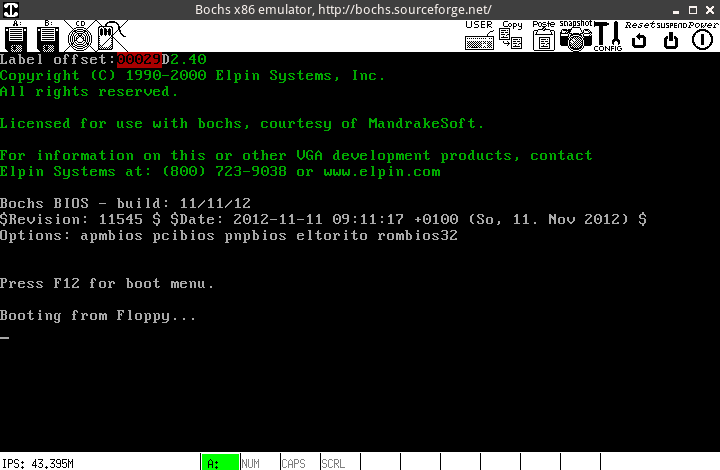 Bochs x86 emulator, http://bochs.sourceforge.net/
A: B: CD USER Copy Paste snapshot CONFIG Reset SUSPEND Power
Label offset:00029D2.40
Copyright (C) 1990-2000 Elpin Systems, Inc.
All rights reserved.
Licensed for use with bochs, courtesy of MandrakeSoft.
For information on this or other VGA development products, contact
Elpin Systems at: (800) 723-9038 or www.elpin.com
Bochs BIOS - build: 11/11/12
$Revision: 11545 $ $Date: 2012-11-11 09:11:17 +0100 (So, 11. Nov 2012) $
Options: apmbios pcibios pnpbios eltorito rombios32
Press F12 for boot menu.
Booting from Floppy...
_
IPS: 43.395M A: NUM CAPS SCRL